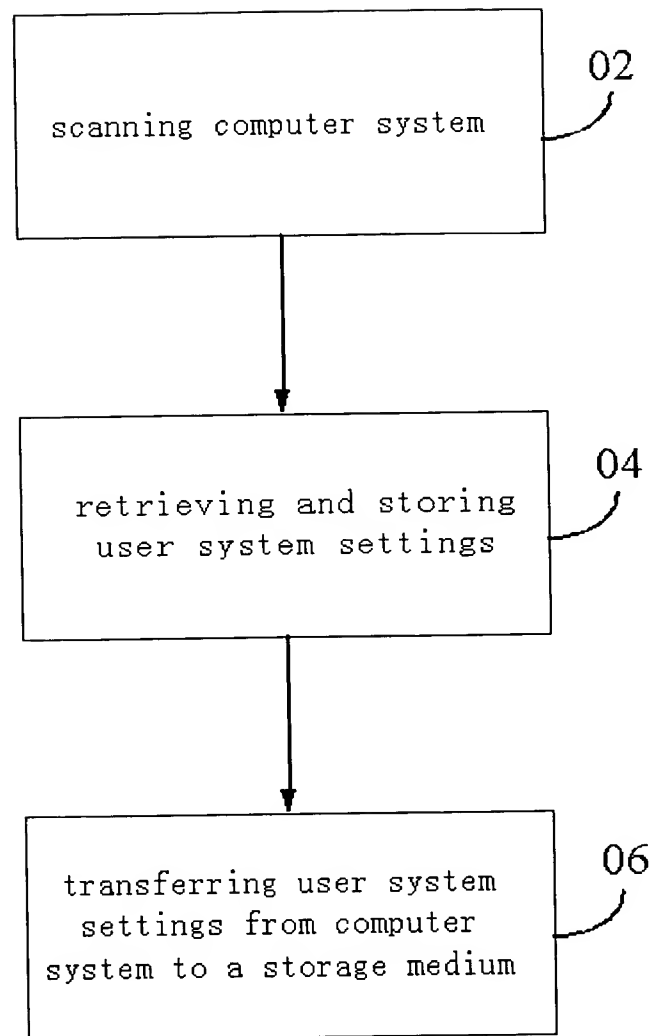 02
scanning computer system
04
retrieving and storing
user system settings
06
transferring user system
settings from computer
system to a storage medium